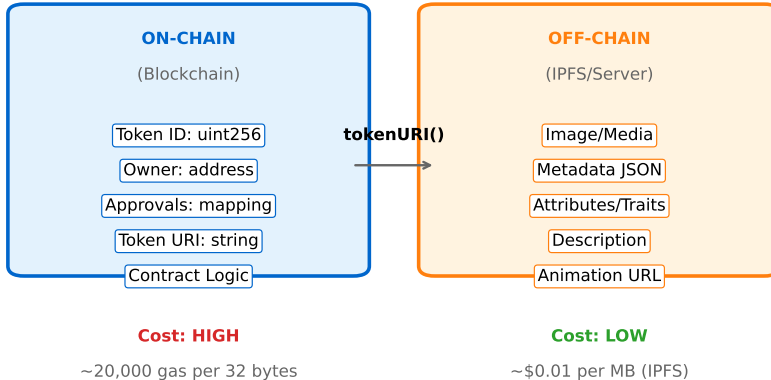 ON-CHAIN
(Blockchain)
Token ID: uint256
Owner: address
Approvals: mapping
Token URI: string
Contract Logic
Cost: HIGH
~20,000 gas per 32 bytes
tokenURI()
OFF-CHAIN
(IPFS/Server)
Image/Media
Metadata JSON
Attributes/Traits
Description
Animation URL
Cost: LOW
~$0.01 per MB (IPFS)